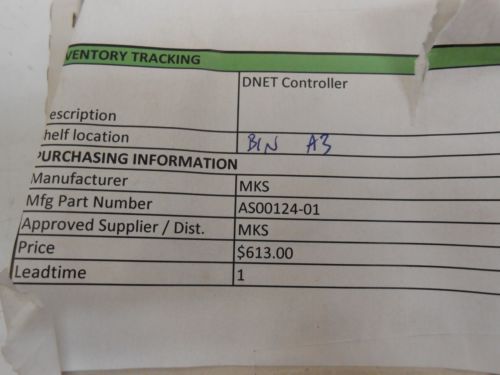 VENTORY TRACKING
DNET Controller
escription
helf location BIN A3
PURCHASING INFORMATION
Manufacturer MKS
Mfg Part Number AS00124-01
Approved Supplier / Dist. MKS
Price $613.00
Leadtime 1